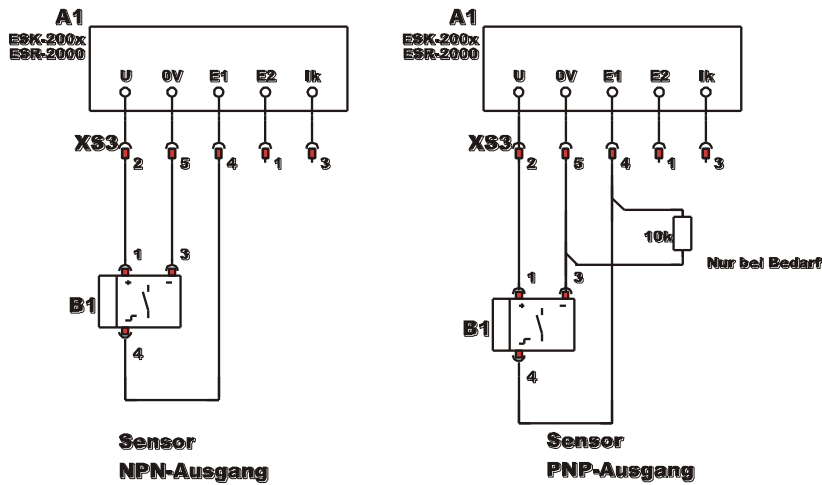 A1
ESK-200x
ESR-2000
U 0V E1 E2 Ik
XS3
2 5 4 1 3
1 3
+ -
B1
4
Sensor
NPN-Ausgang
A1
ESK-200x
ESR-2000
U 0V E1 E2 Ik
XS3
2 5 4 1 3
10k
Nur bei Bedarf
1 3
+ -
B1
4
Sensor
PNP-Ausgang